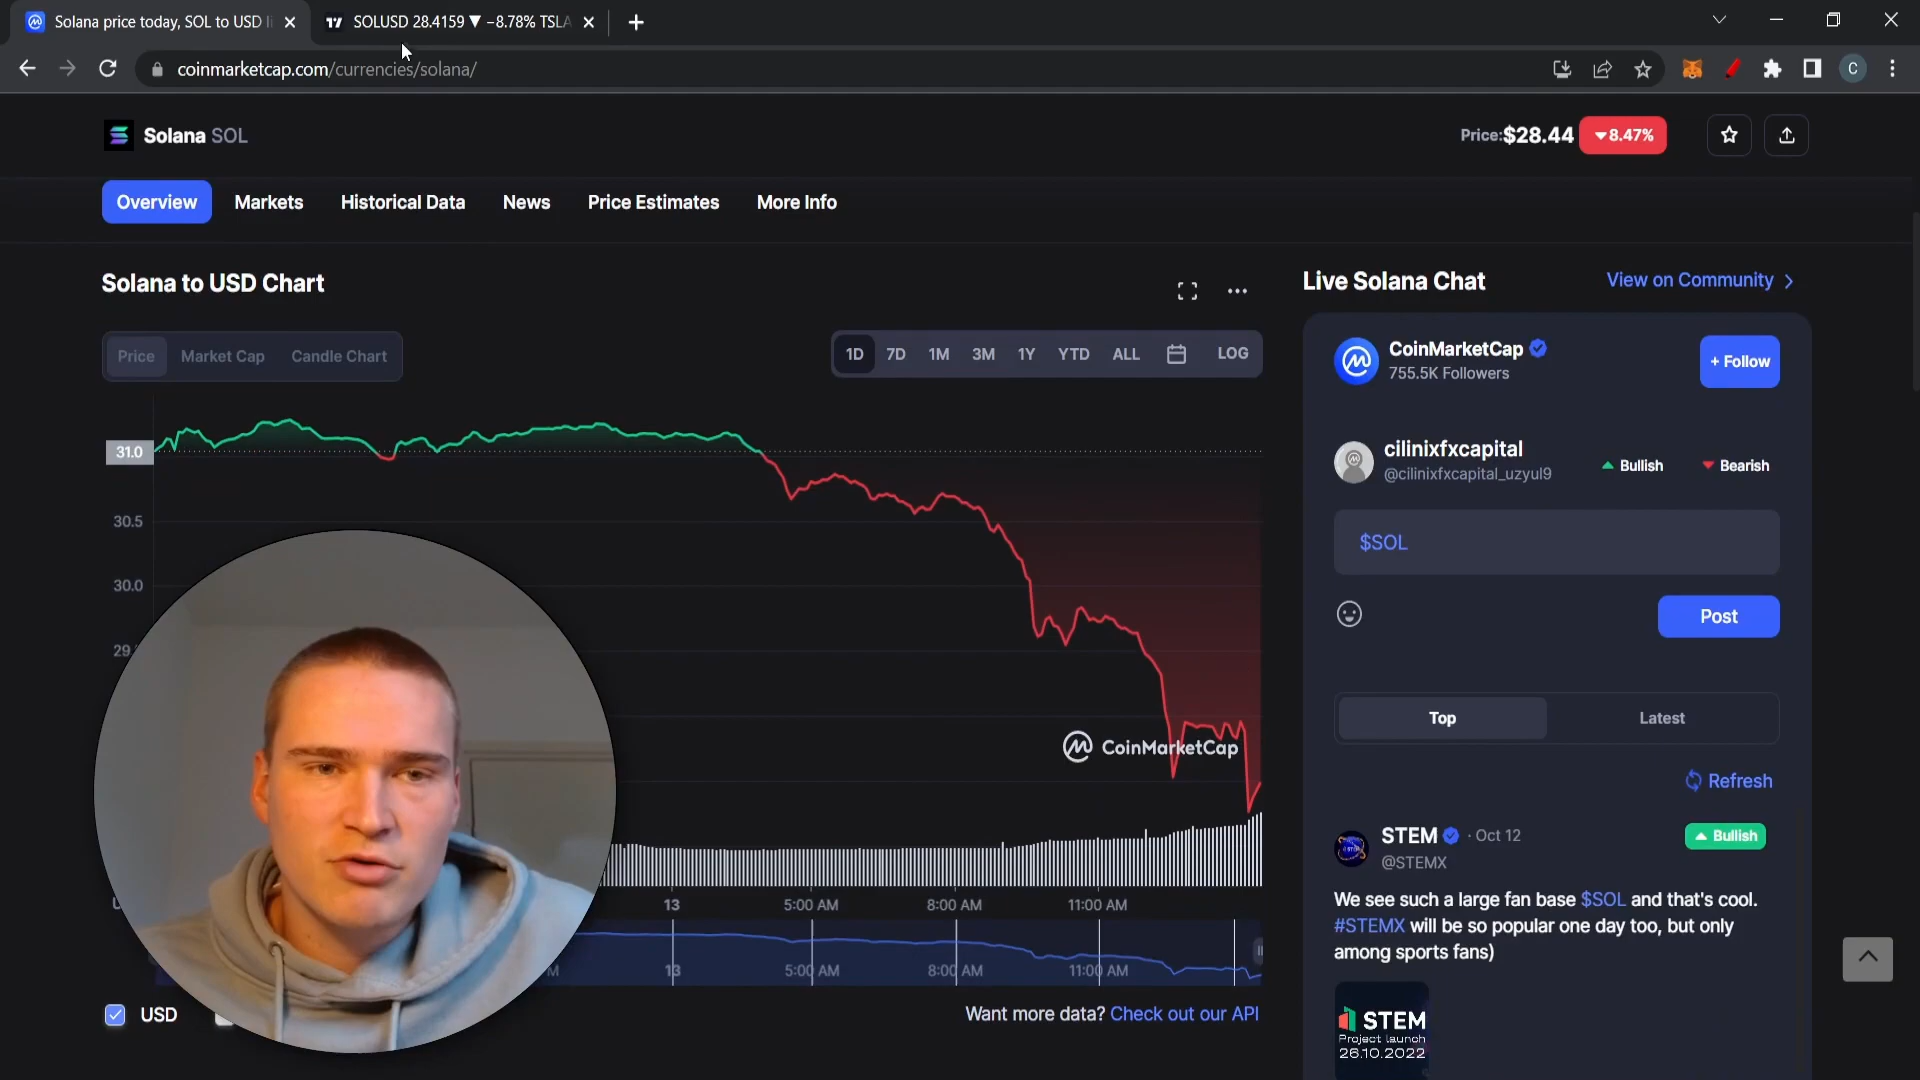 Solana price today, SOL to USD li
SOLUSD 28.4159 ▼ −8.78% TSLA
coinmarketcap.com/currencies/solana/
C
Solana SOL
Price:$28.44 ▼8.47%
Overview Markets Historical Data News Price Estimates More Info
Solana to USD Chart
Price Market Cap Candle Chart
1D 7D 1M 3M 1Y YTD ALL LOG
31.0
30.5
30.0
29.
CoinMarketCap
13 5:00 AM 8:00 AM 11:00 AM
M 13 5:00 AM 8:00 AM 11:00 AM
USD
Want more data? Check out our API
Live Solana Chat
View on Community
CoinMarketCap
755.5K Followers
+ Follow
cilinixfxcapital
@cilinixfxcapital_uzyul9
Bullish
Bearish
$SOL
Post
Top Latest
Refresh
STEM · Oct 12
@STEMX
Bullish
We see such a large fan base $SOL and that's cool.
#STEMX will be so popular one day too, but only
among sports fans)
STEM
Project launch
26.10.2022